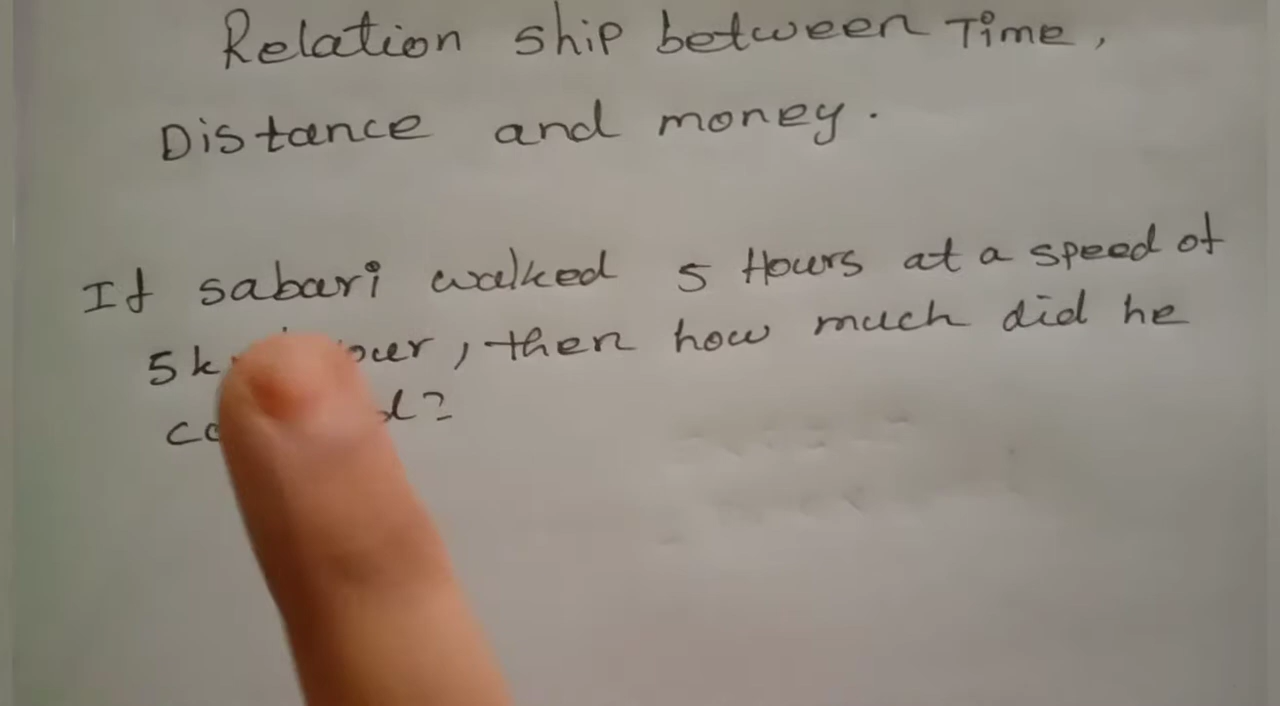 Relation ship between Time,
Distance and money.
If sabari walked 5 Hours at a speed of
5k , then how much did he